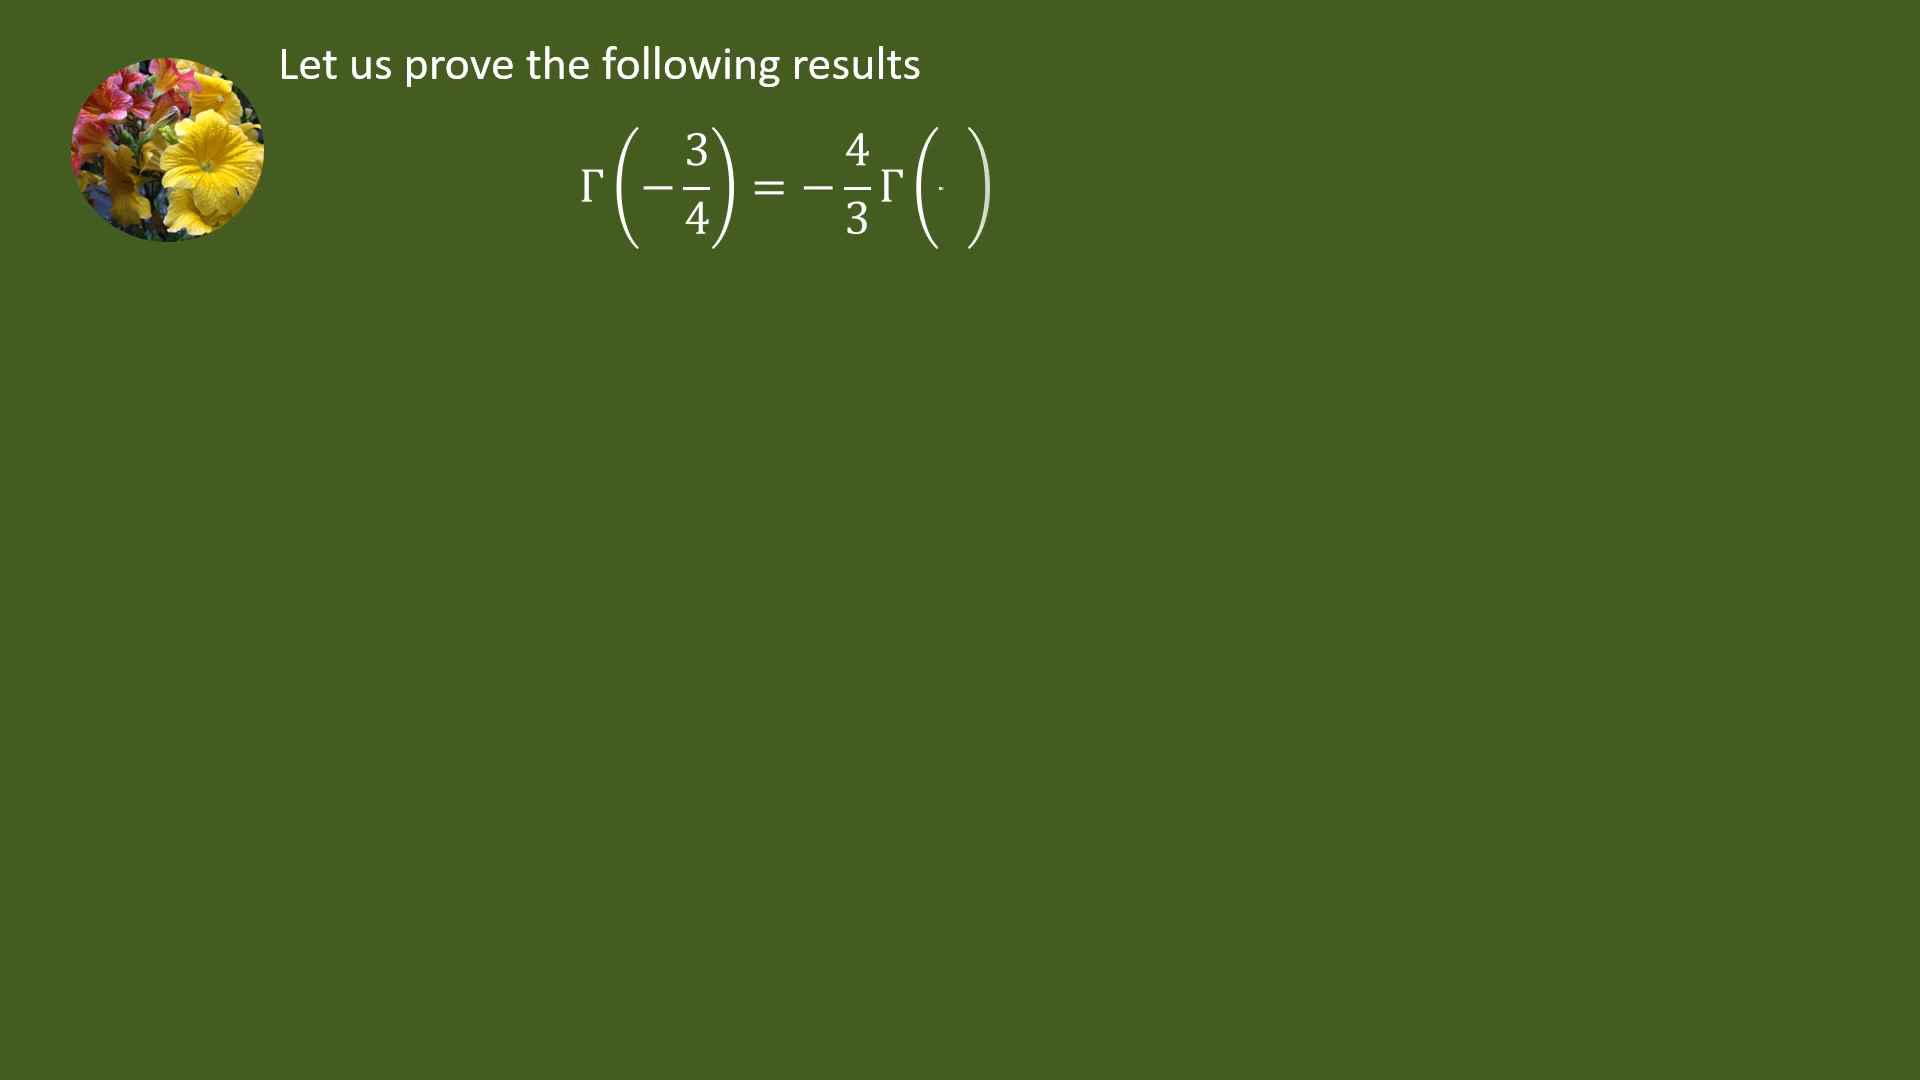 Let us prove the following results
Γ(−3/4) = −4/3 Γ( )